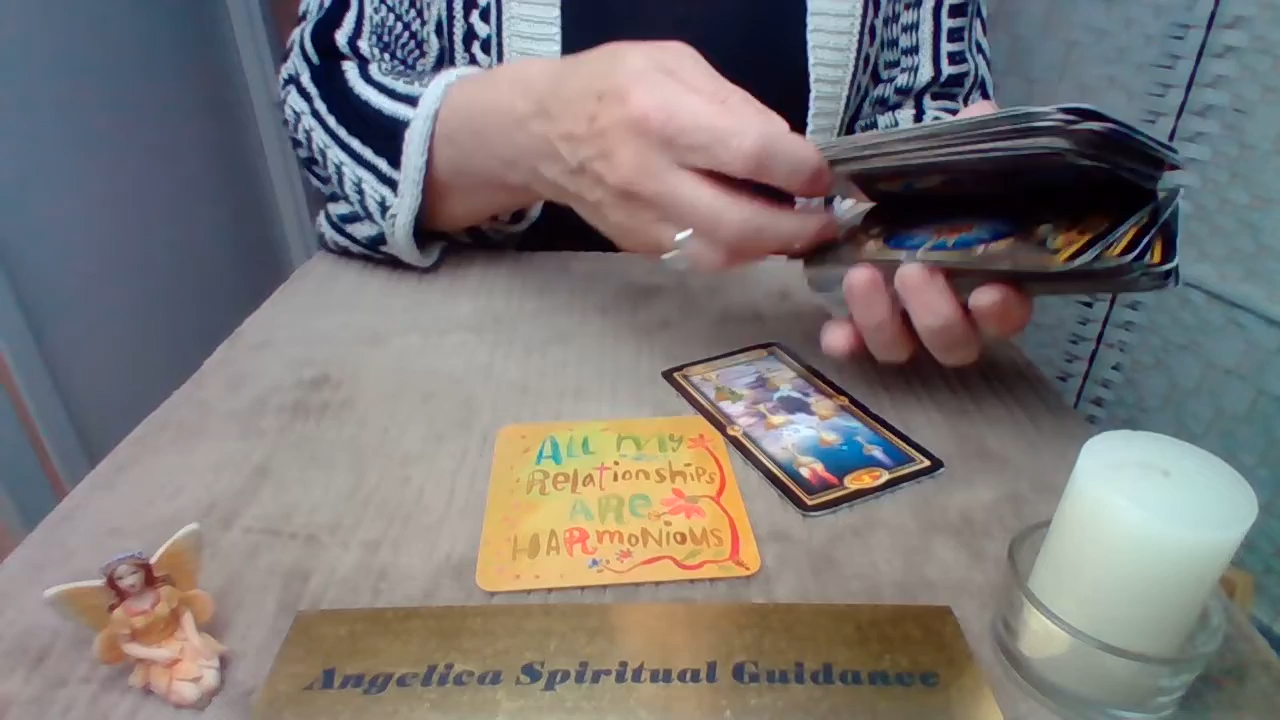 ALL my
RelationshiPs
ARe
HARmoNioUs
Angelica Spiritual Guidance